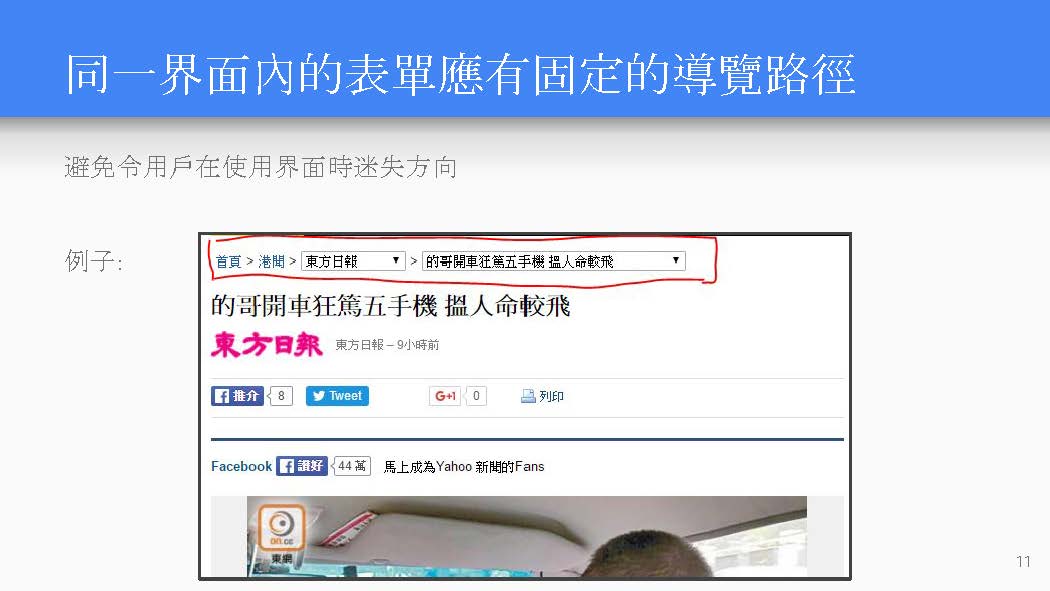 同一界面內的表單應有固定的導覽路徑
避免令用戶在使用界面時迷失方向
例子:
首頁 > 港聞 > 東方日報 ▼ > 的哥開車狂篤五手機 搵人命較飛 ▼
的哥開車狂篤五手機 搵人命較飛
東方日報 東方日報 – 9小時前
推介 8 Tweet G+1 0 列印
Facebook 讚好 44 萬 馬上成為Yahoo 新聞的Fans
on.cc
東網
11